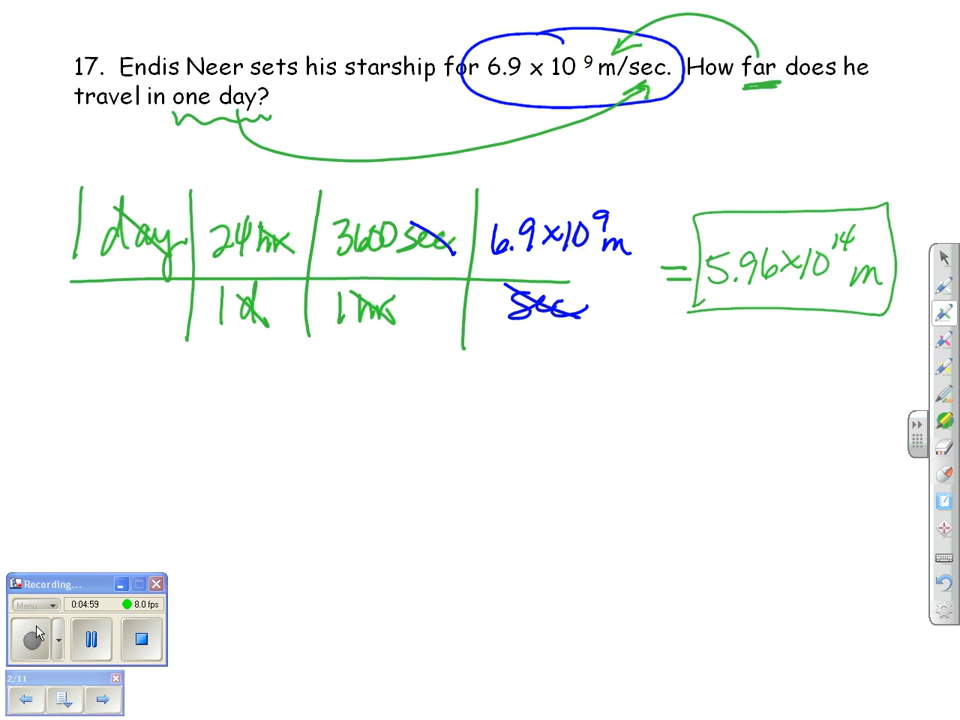 17. Endis Neer sets his starship for 6.9 x 10 9 m/sec. How far does he
travel in one day?
1 day | 24 hr | 3600 sec | 6.9 x 10 9 m = 5.96 x 10 14 m
1 d | 1 hr | sec
Recording...
Menu 0:04:59 8.0 fps
2/11